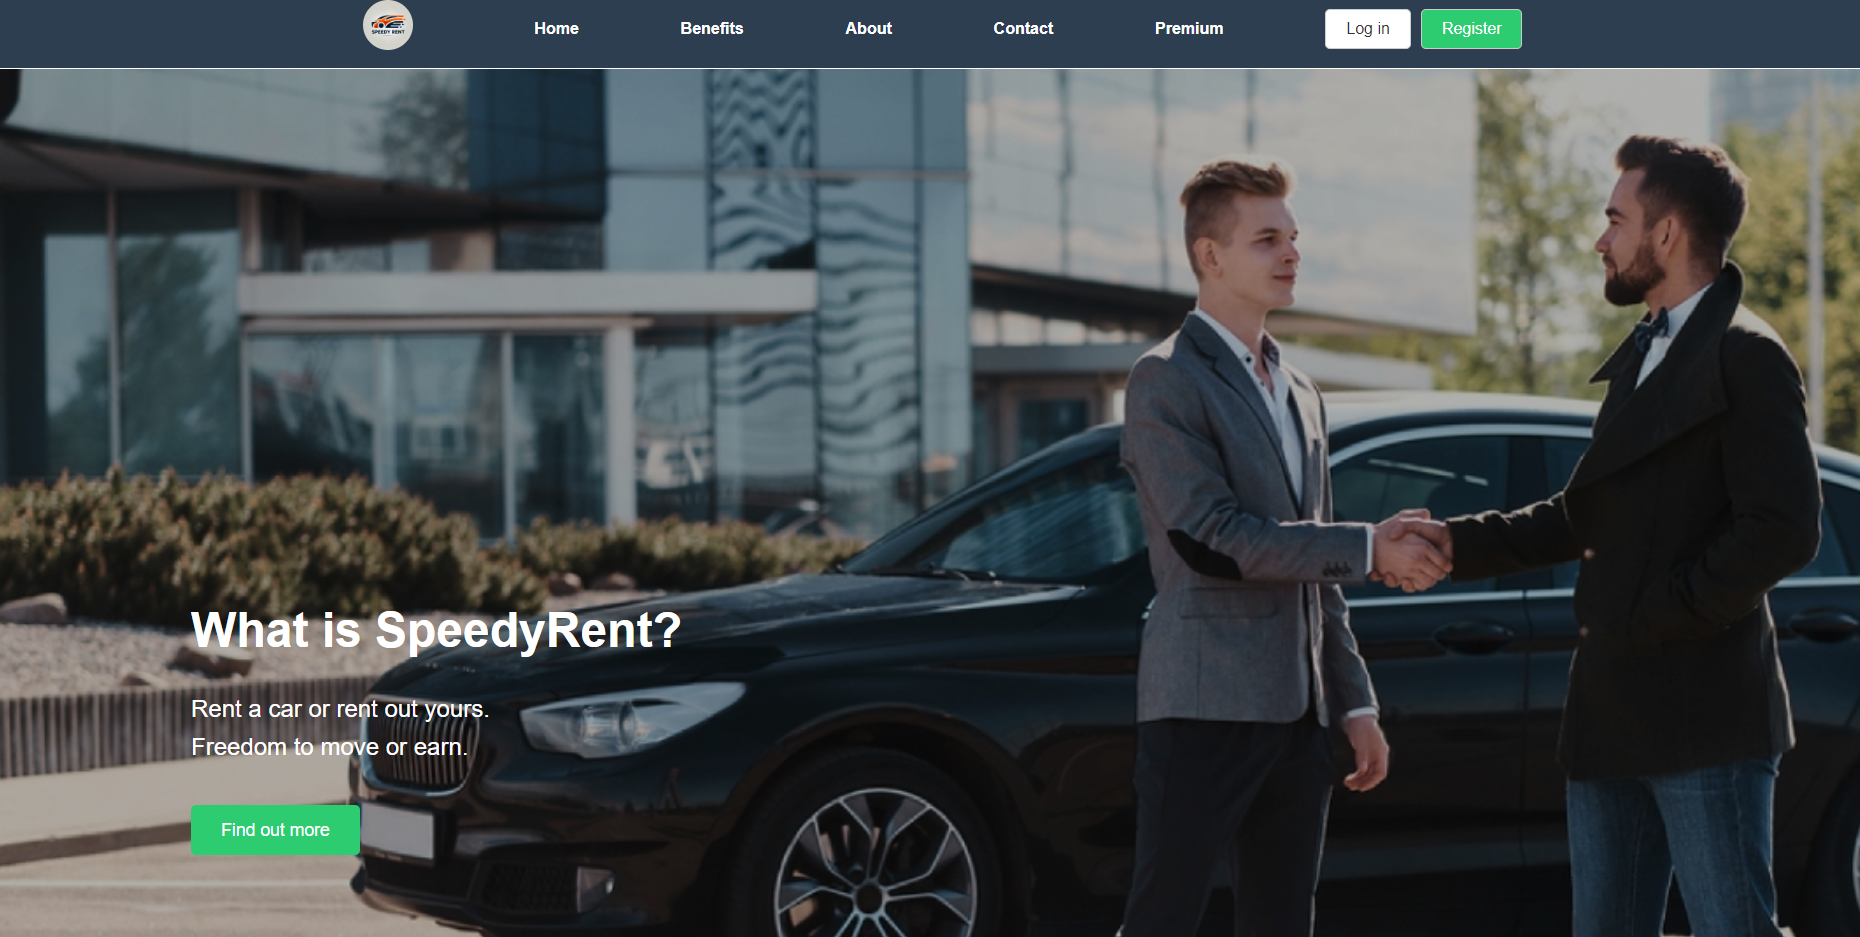 SPEEDY RENT
Home
Benefits
About
Contact
Premium
Log in
Register
What is SpeedyRent?
Rent a car or rent out yours.
Freedom to move or earn.
Find out more